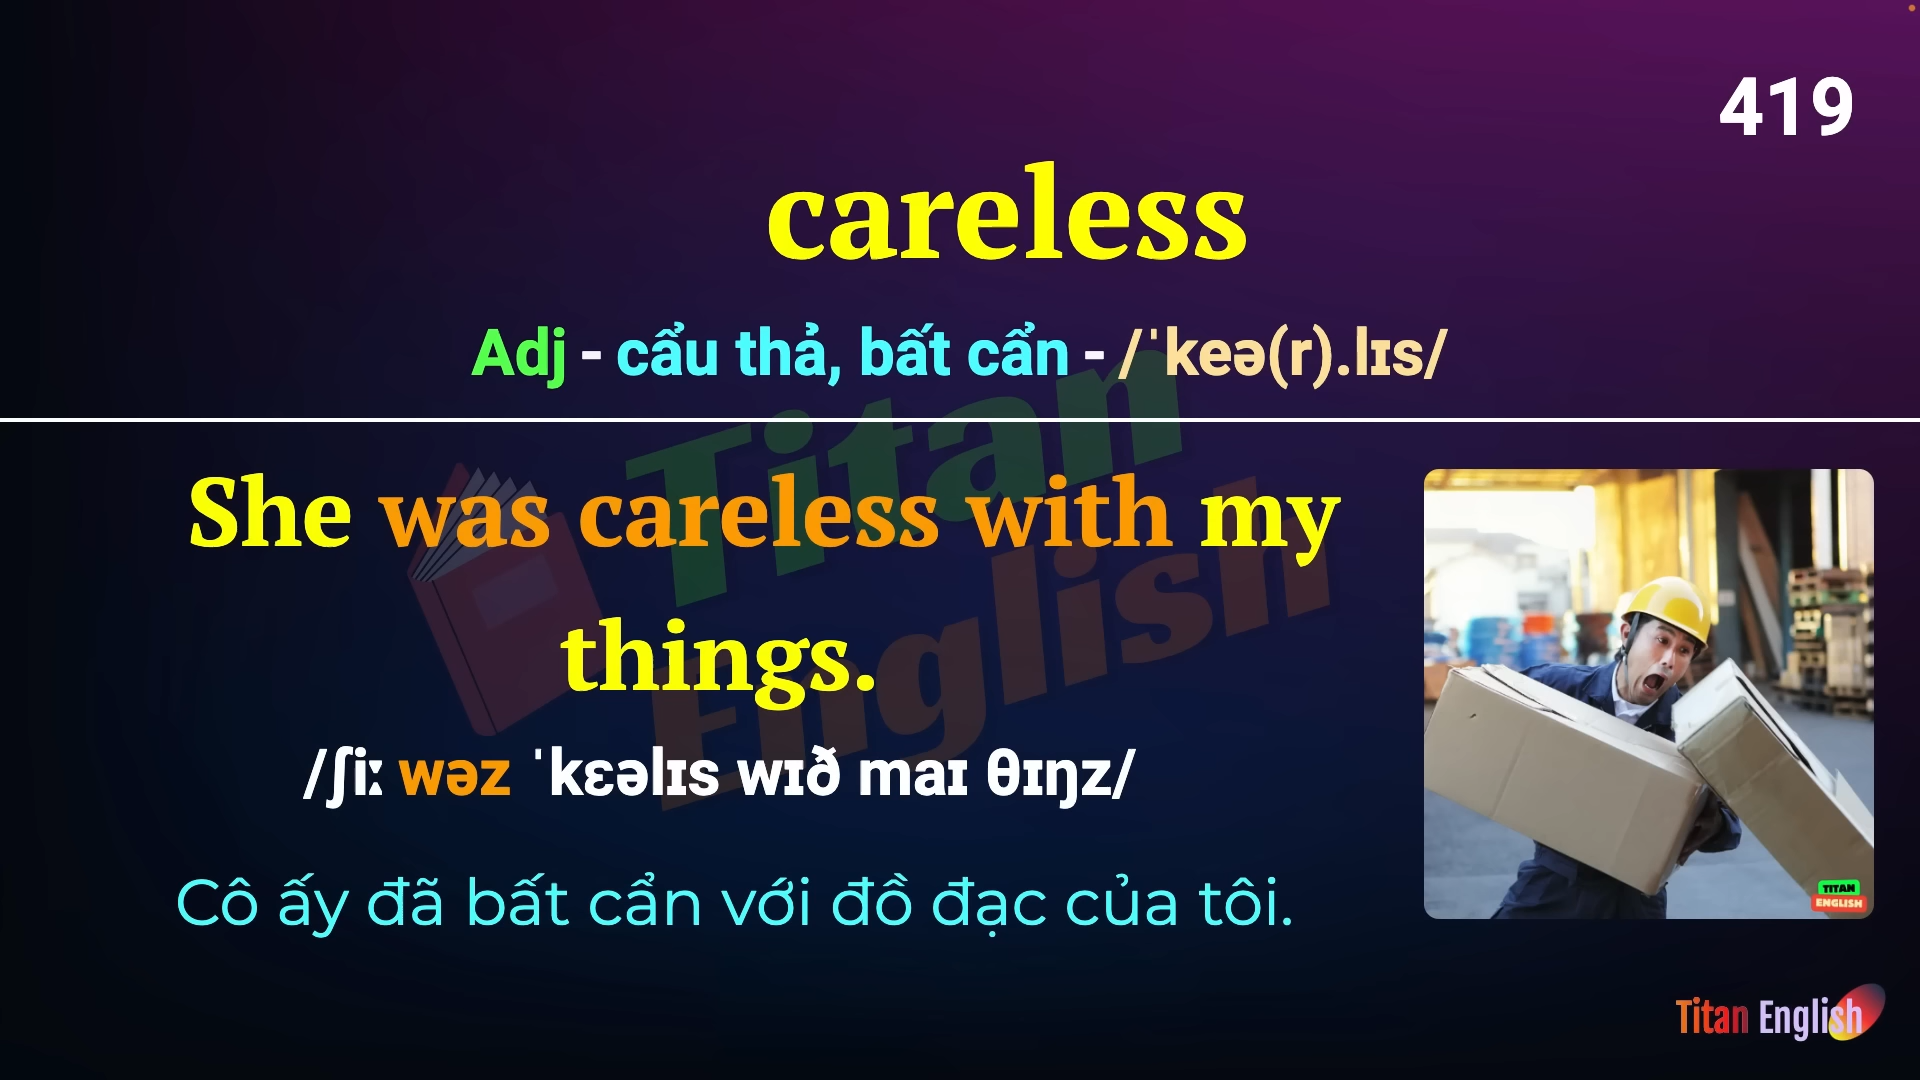 419
careless
Adj - cẩu thả, bất cẩn - /ˈkeə(r).lɪs/
Titan
English
She was careless with my
things.
/ʃiː wəz ˈkɛəlɪs wɪð maɪ θɪŋz/
Cô ấy đã bất cẩn với đồ đạc của tôi.
TITAN
ENGLISH
Titan English